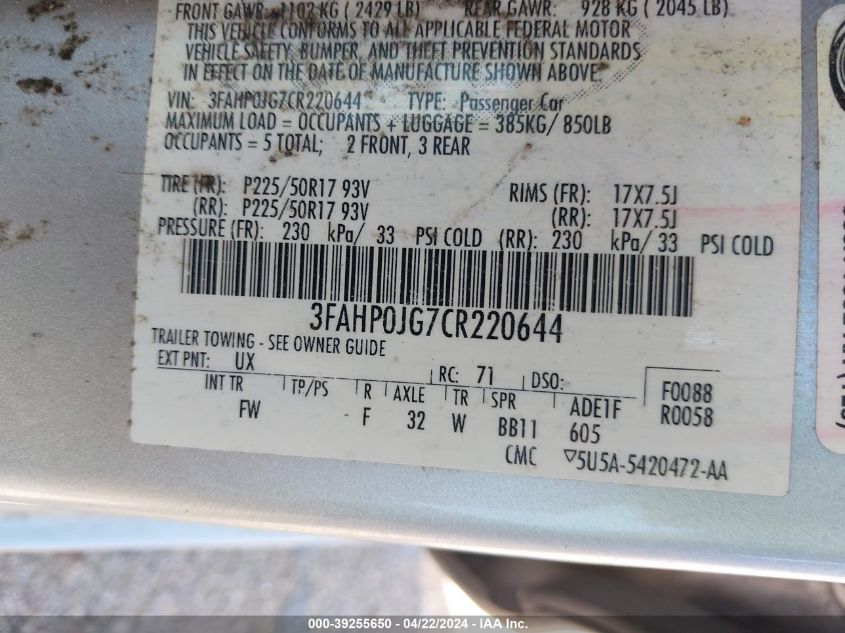 FRONT GAWR: 1102 KG ( 2429 LB) REAR GAWR: 928 KG ( 2045 LB)
THIS VEHICLE CONFORMS TO ALL APPLICABLE FEDERAL MOTOR
VEHICLE SAFETY, BUMPER, AND THEFT PREVENTION STANDARDS
IN EFFECT ON THE DATE OF MANUFACTURE SHOWN ABOVE.
VIN: 3FAHP0JG7CR220644 TYPE: Passenger Car
MAXIMUM LOAD = OCCUPANTS + LUGGAGE = 385KG/ 850LB
OCCUPANTS = 5 TOTAL; 2 FRONT, 3 REAR
TIRE (FR): P225/50R17 93V RIMS (FR): 17X7.5J
(RR): P225/50R17 93V (RR): 17X7.5J
PRESSURE (FR): 230 kPa/ 33 PSI COLD (RR): 230 kPa/ 33 PSI COLD
3FAHP0JG7CR220644
TRAILER TOWING - SEE OWNER GUIDE
EXT PNT: UX RC: 71 DSO:
INT TR TP/PS R AXLE TR SPR ADE1F F0088
FW F 32 W BB11 605 R0058
CMC ▽5U5A-5420472-AA
000-39255650 - 04/22/2024 - IAA Inc.